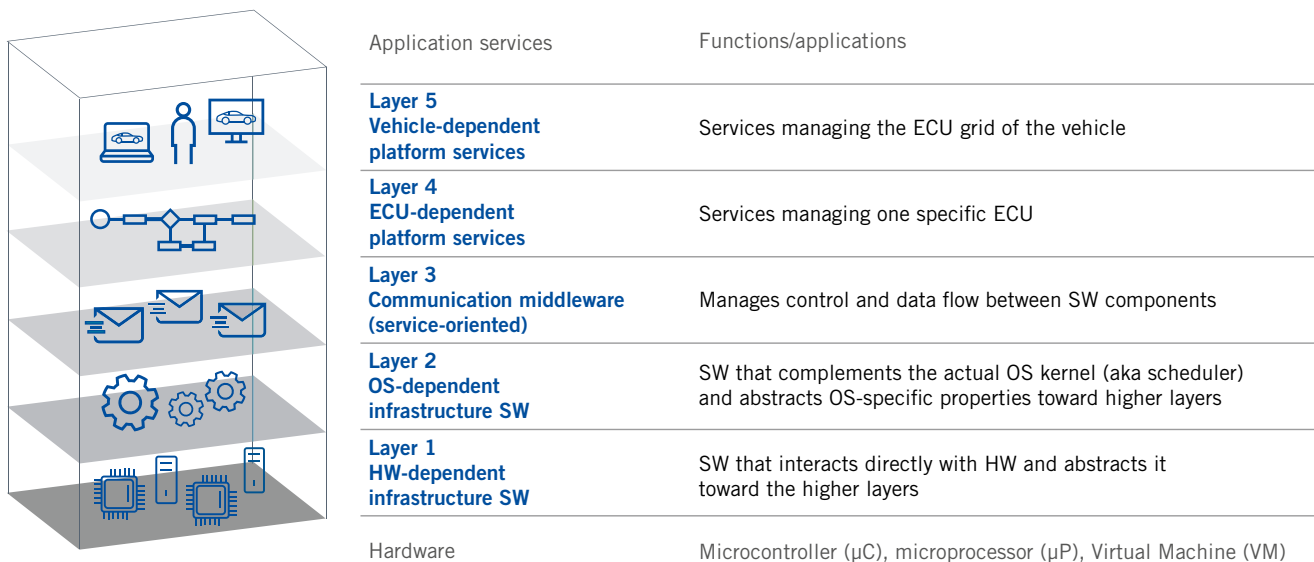 Application services
Functions/applications
Layer 5
Vehicle-dependent
platform services
Services managing the ECU grid of the vehicle
Layer 4
ECU-dependent
platform services
Services managing one specific ECU
Layer 3
Communication middleware
(service-oriented)
Manages control and data flow between SW components
Layer 2
OS-dependent
infrastructure SW
SW that complements the actual OS kernel (aka scheduler)
and abstracts OS-specific properties toward higher layers
Layer 1
HW-dependent
infrastructure SW
SW that interacts directly with HW and abstracts it
toward the higher layers
Hardware
Microcontroller (μC), microprocessor (μP), Virtual Machine (VM)